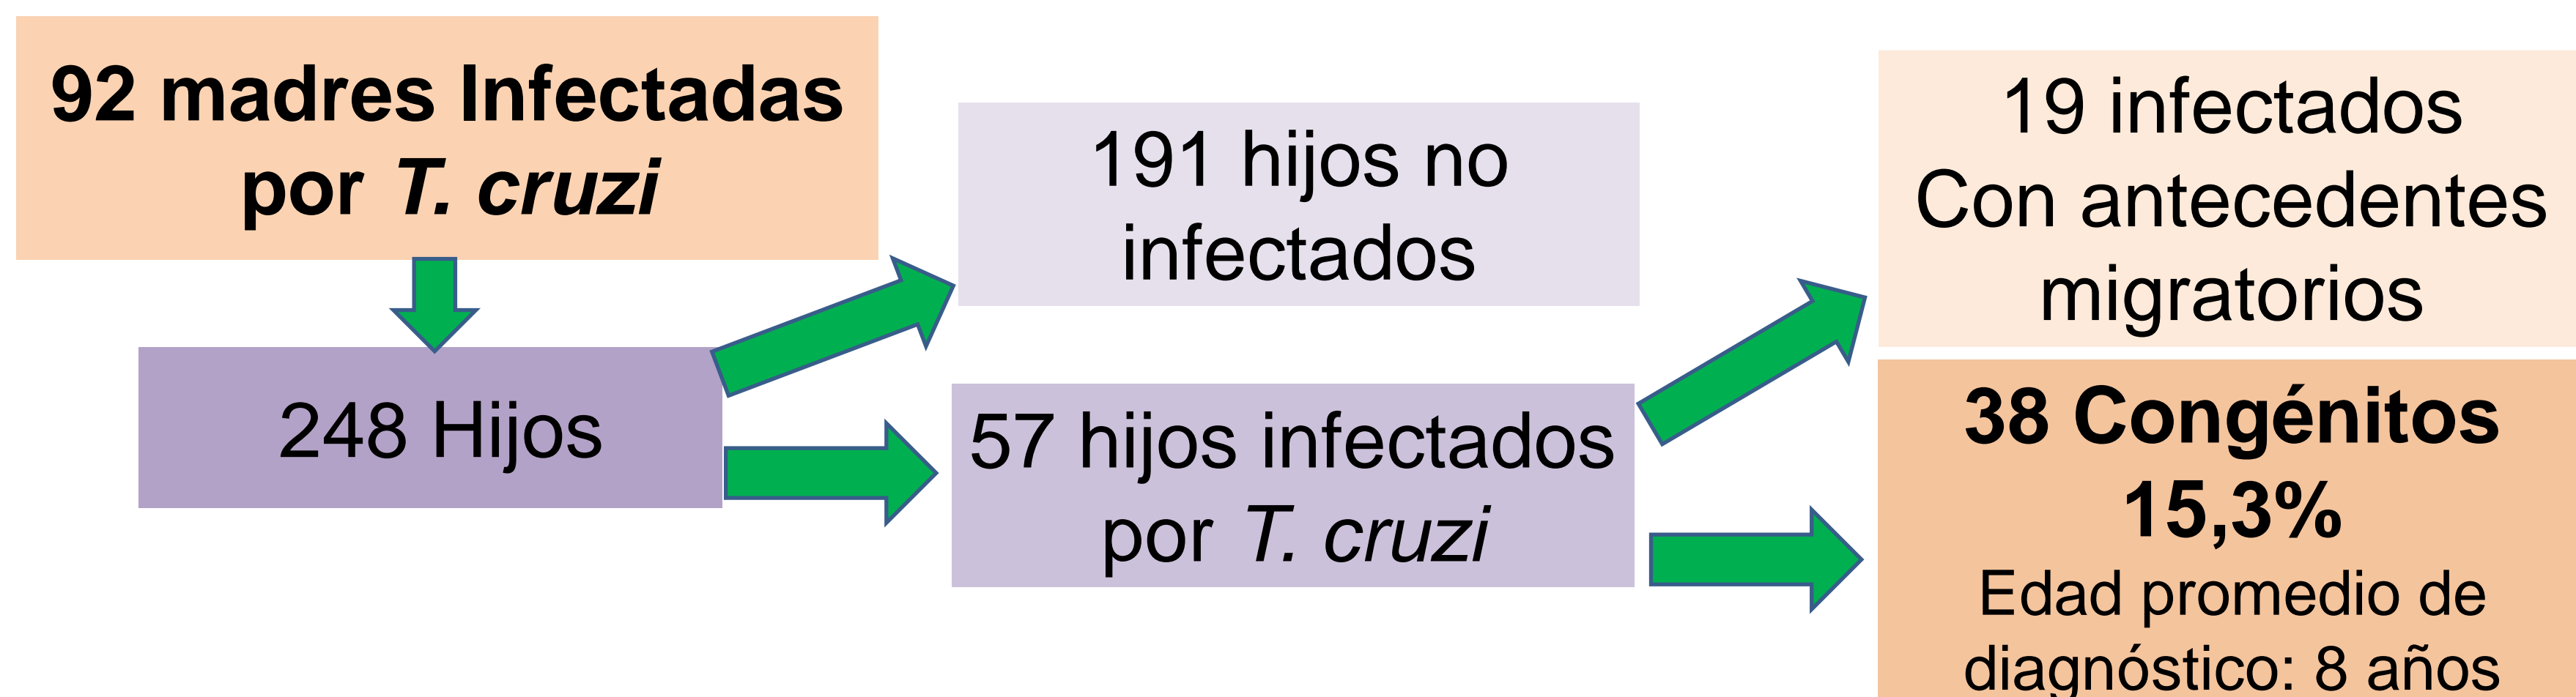 92 madres Infectadas
por T. cruzi
248 Hijos
191 hijos no
infectados
57 hijos infectados
por T. cruzi
19 infectados
Con antecedentes
migratorios
38 Congénitos
15,3%
Edad promedio de
diagnóstico: 8 años